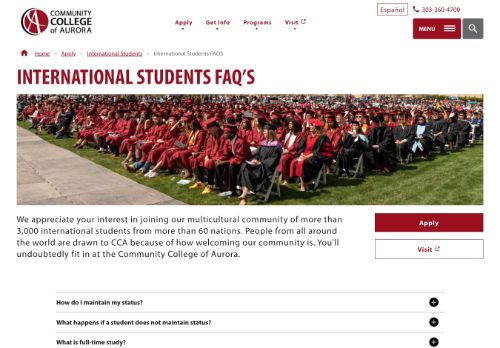 COMMUNITY
COLLEGE
of AURORA
Apply
Get Info
Programs
Visit
Español
303-360-4700
MENU
Home – Apply – International Students – International Students FAQS
INTERNATIONAL STUDENTS FAQ'S
We appreciate your interest in joining our multicultural community of more than
3,000 international students from more than 60 nations. People from all around
the world are drawn to CCA because of how welcoming our community is. You'll
undoubtedly fit in at the Community College of Aurora.
Apply
Visit
How do I maintain my status?
What happens if a student does not maintain status?
What is full-time study?